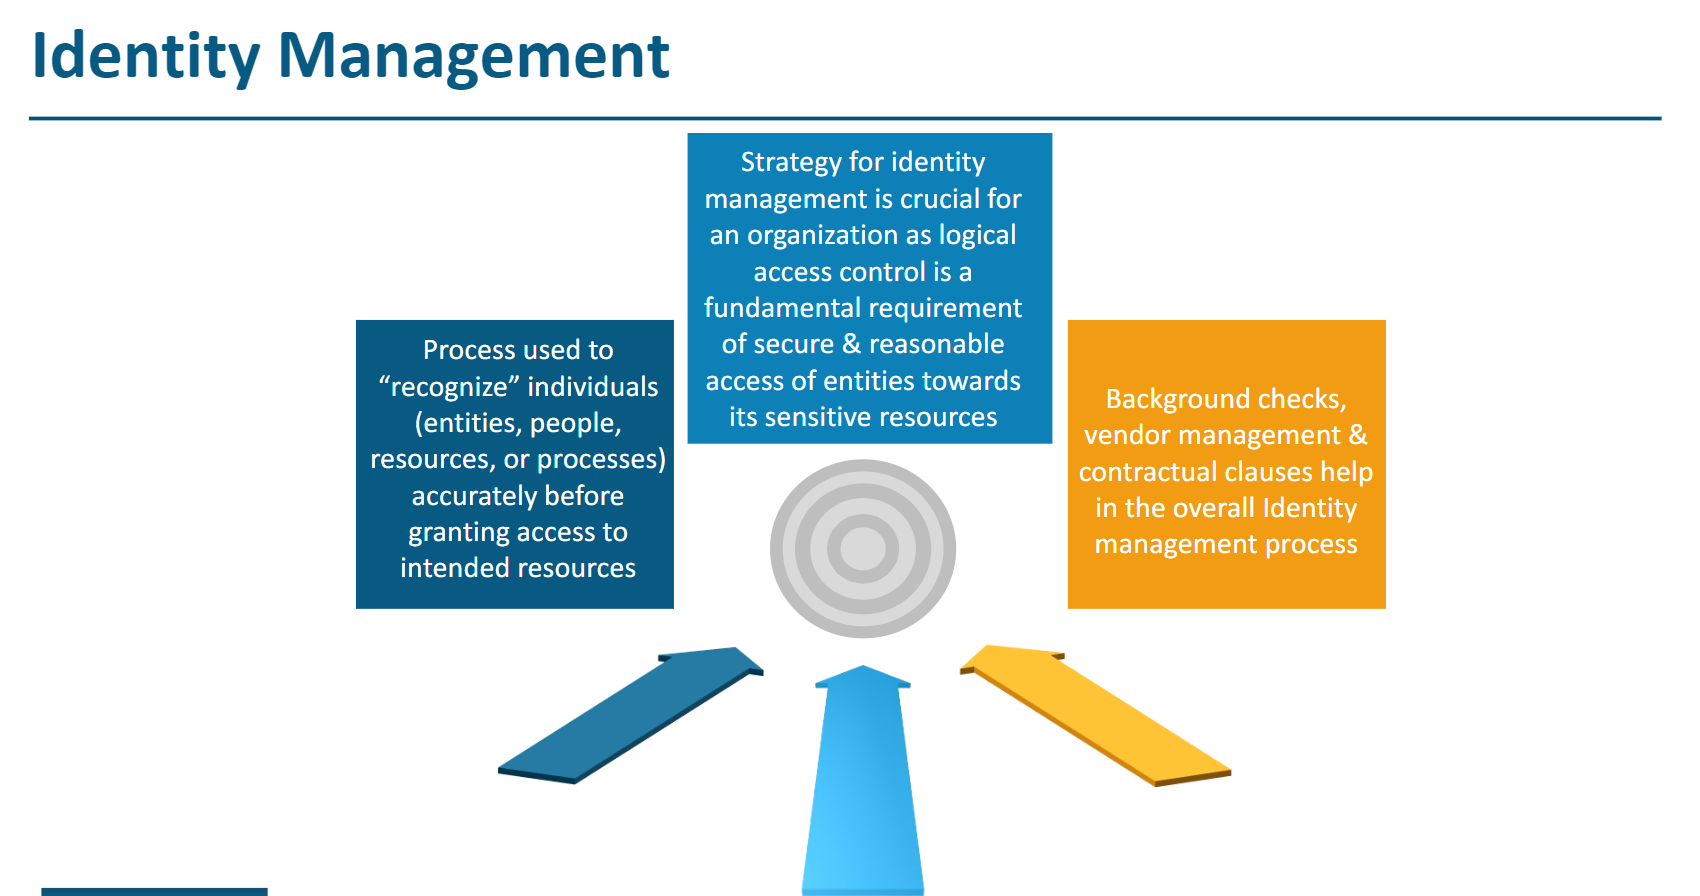 Identity Management
Strategy for identity
management is crucial for
an organization as logical
access control is a
fundamental requirement
of secure & reasonable
access of entities towards
its sensitive resources
Process used to
“recognize” individuals
(entities, people,
resources, or processes)
accurately before
granting access to
intended resources
Background checks,
vendor management &
contractual clauses help
in the overall Identity
management process